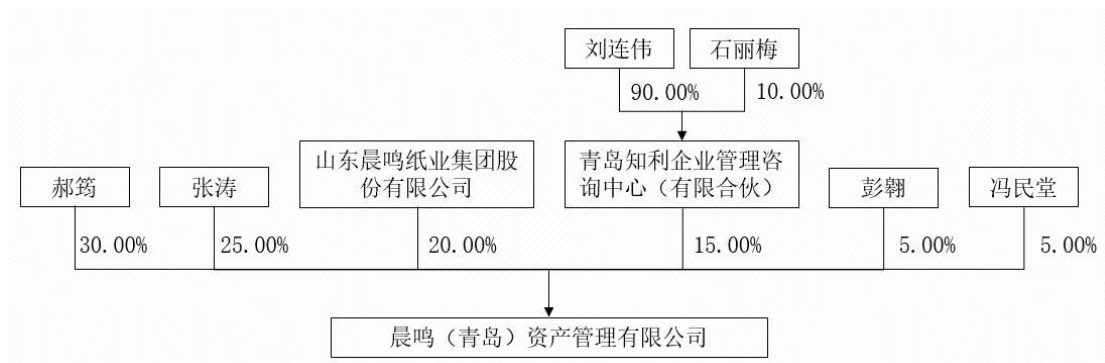 刘连伟
石丽梅
90.00%
10.00%
郝筠
张涛
山东晨鸣纸业集团股
份有限公司
青岛知利企业管理咨
询中心（有限合伙）
彭翱
冯民堂
30.00%
25.00%
20.00%
15.00%
5.00%
5.00%
晨鸣（青岛）资产管理有限公司